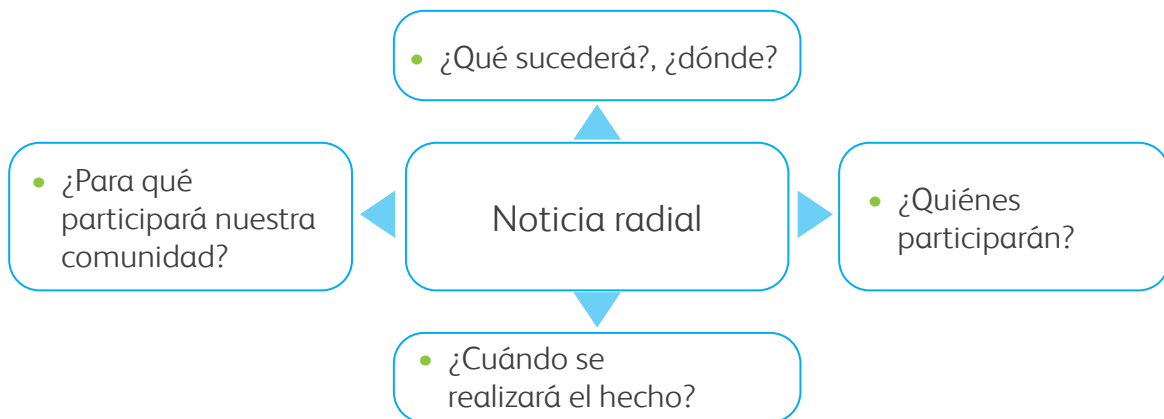 • ¿Qué sucederá?, ¿dónde?
• ¿Para qué
participará nuestra
comunidad?
Noticia radial
• ¿Quiénes
participarán?
• ¿Cuándo se
realizará el hecho?